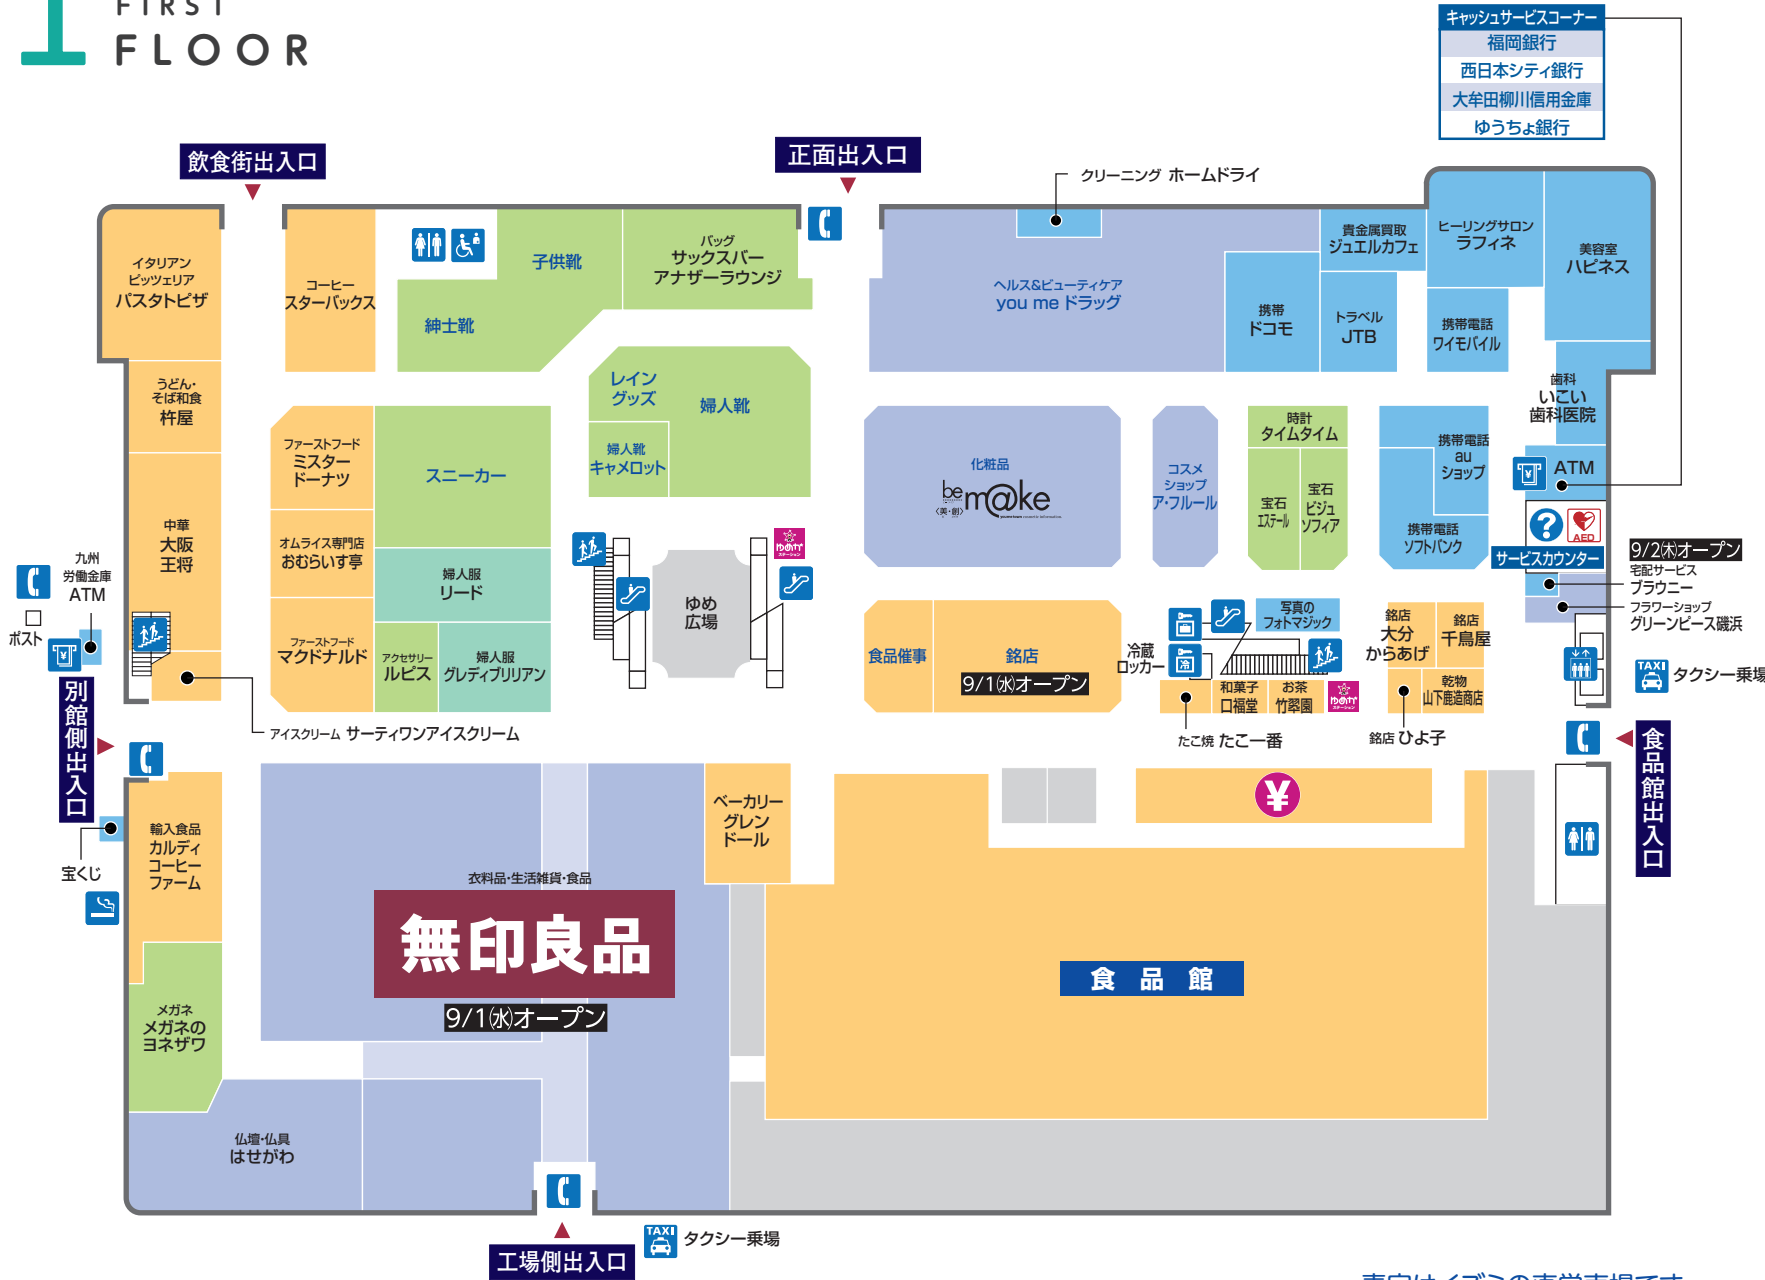 1
FIRST
FLOOR
キャッシュサービスコーナー
福岡銀行
西日本シティ銀行
大牟田柳川信用金庫
ゆうちょ銀行
飲食街出入口
正面出入口
クリーニング ホームドライ
イタリアン
ピッツェリア
パスタトピザ
コーヒー
スターバックス
子供靴
紳士靴
バッグ
サックスバー
アナザーラウンジ
ヘルス&ビューティケア
you me ドラッグ
携帯
ドコモ
貴金属買取
ジュエルカフェ
トラベル
JTB
ヒーリングサロン
ラフィネ
携帯電話
ワイモバイル
美容室
ハピネス
歯科
いこい
歯科医院
うどん・
そば和食
杵屋
レイン
グッズ
婦人靴
婦人靴
キャメロット
ファーストフード
ミスター
ドーナツ
スニーカー
化粧品
be
〈美・創〉
m@ke
コスメ
ショップ
ア・フルール
時計
タイムタイム
宝石
エステール
宝石
ビジュ
ソフィア
携帯電話
au
ショップ
携帯電話
ソフトバンク
ATM
?
AED
サービスカウンター
9/2㈭オープン
宅配サービス
ブラウニー
フラワーショップ
グリーンピース磯浜
中華
大阪
王将
九州
労働金庫
ATM
ポスト
オムライス専門店
おむらいす亭
婦人服
リード
ファーストフード
マクドナルド
アクセサリー
ルピス
婦人服
グレディブリリアン
ゆめか
ステーション
ゆめ
広場
食品催事
銘店
9/1㈬オープン
冷蔵
ロッカー
冷
写真の
フォトマジック
銘店
大分
からあげ
銘店
千鳥屋
和菓子
口福堂
お茶
竹翠園
ゆめか
ステーション
乾物
山下鹿造商店
たこ焼 たこ一番
銘店 ひよ子
TAXI
タクシー乗場
別館側出入口
アイスクリーム サーティワンアイスクリーム
食品館出入口
ベーカリー
グレン
ドール
¥
輸入食品
カルディ
コーヒー
ファーム
宝くじ
衣料品・生活雑貨・食品
無印良品
9/1㈬オープン
食品館
メガネ
メガネの
ヨネザワ
仏壇・仏具
はせがわ
TAXI
タクシー乗場
工場側出入口